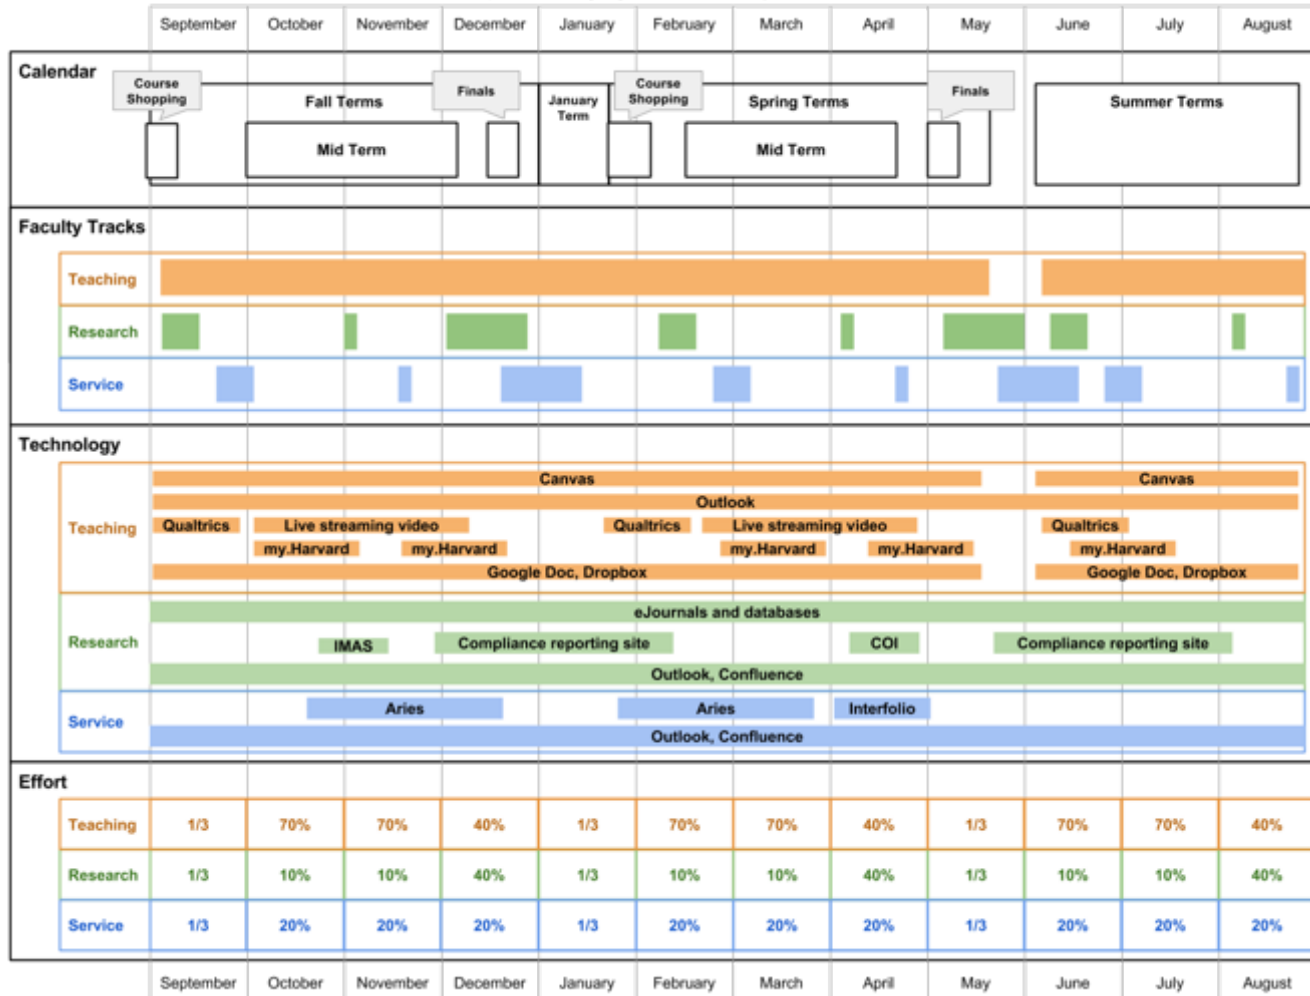 September October November December January February March April May June July August
Calendar
Course Shopping
Fall Terms
Finals
January Term
Course Shopping
Spring Terms
Finals
Summer Terms
Mid Term
Mid Term
Faculty Tracks
Teaching
Research
Service
Technology
Teaching
Canvas Canvas
Outlook
Qualtrics Live streaming video Qualtrics Live streaming video Qualtrics
my.Harvard my.Harvard my.Harvard my.Harvard my.Harvard
Google Doc, Dropbox Google Doc, Dropbox
Research
eJournals and databases
IMAS Compliance reporting site COI Compliance reporting site
Outlook, Confluence
Service
Aries Aries Interfolio
Outlook, Confluence
Effort
Teaching 1/3 70% 70% 40% 1/3 70% 70% 40% 1/3 70% 70% 40%
Research 1/3 10% 10% 40% 1/3 10% 10% 40% 1/3 10% 10% 40%
Service 1/3 20% 20% 20% 1/3 20% 20% 20% 1/3 20% 20% 20%
September October November December January February March April May June July August